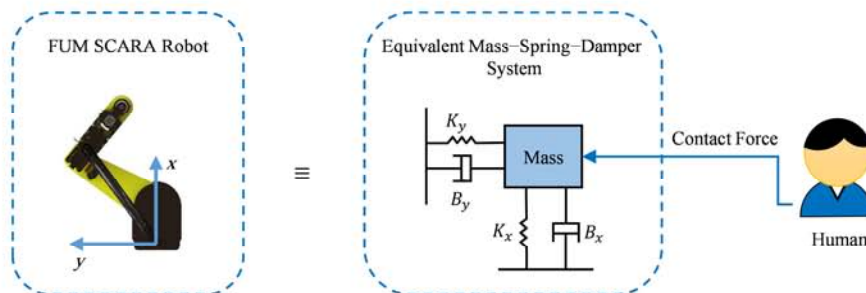 FUM SCARA Robot
x
y
≡
Equivalent Mass–Spring–Damper
System
K_y
B_y
Mass
K_x
B_x
Contact Force
Human